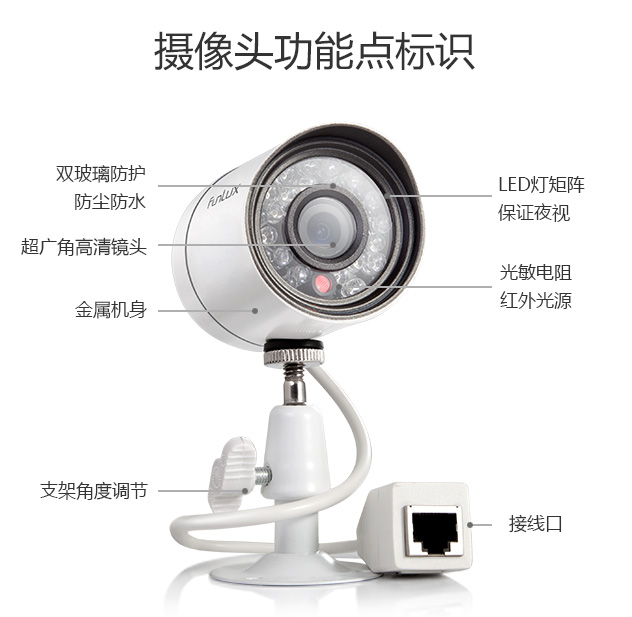 摄像头功能点标识
双玻璃防护
防尘防水
超广角高清镜头
金属机身
支架角度调节
FunLUX
LED灯矩阵
保证夜视
光敏电阻
红外光源
接线口